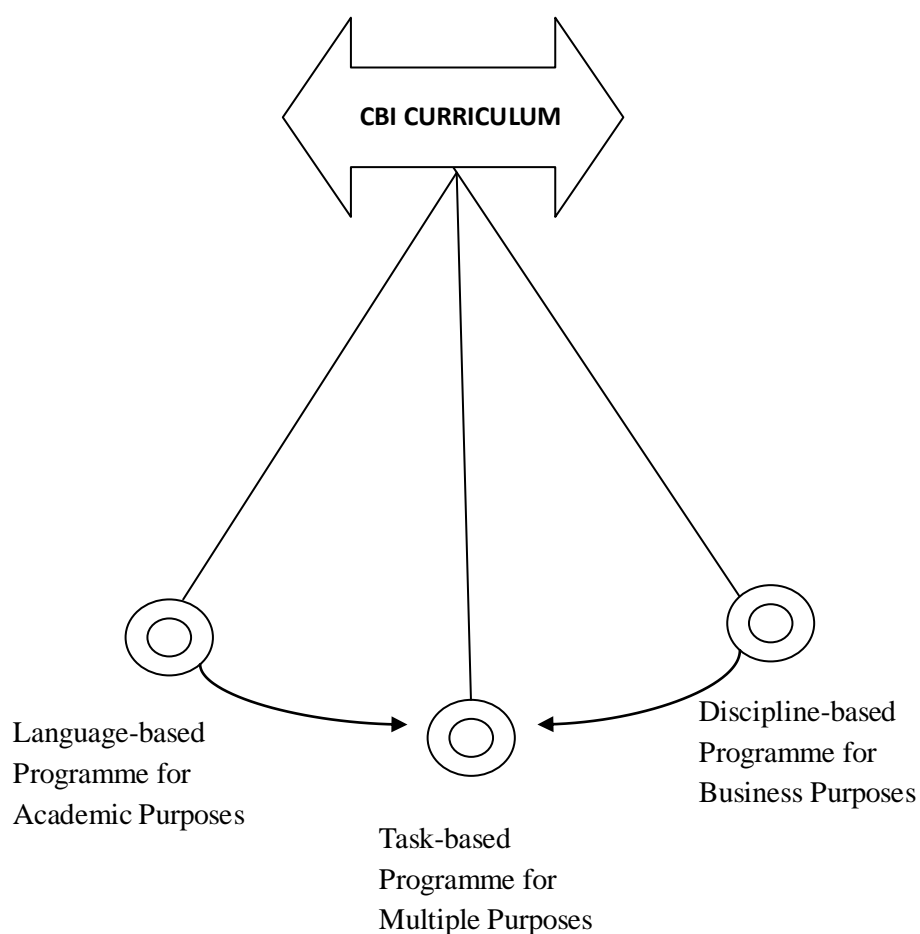 CBI CURRICULUM
Language-based
Programme for
Academic Purposes
Task-based
Programme for
Multiple Purposes
Discipline-based
Programme for
Business Purposes